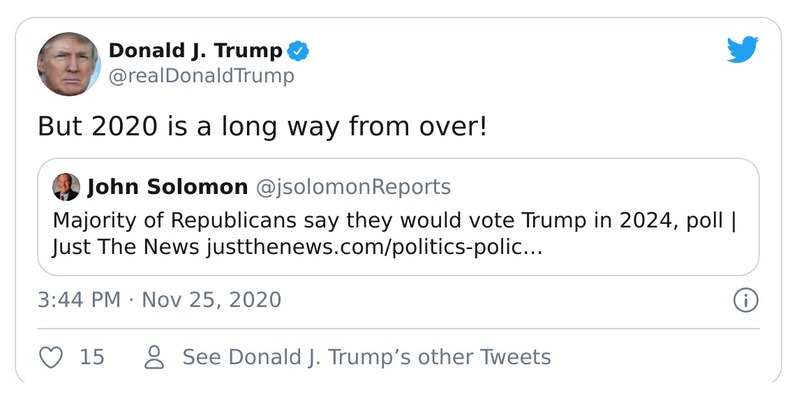 Donald J. Trump
@realDonaldTrump
But 2020 is a long way from over!
John Solomon @jsolomonReports
Majority of Republicans say they would vote Trump in 2024, poll |
Just The News justthenews.com/politics-polic…
3:44 PM · Nov 25, 2020
15 See Donald J. Trump’s other Tweets